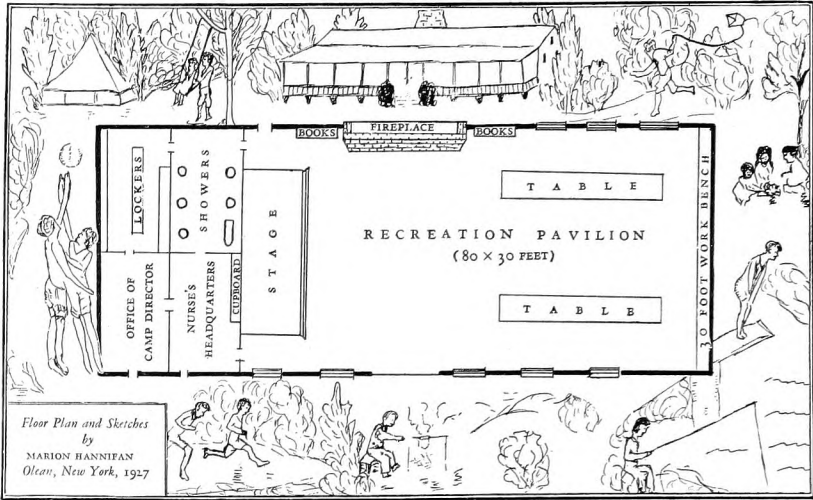 BOOKS
FIREPLACE
BOOKS
LOCKERS
SHOWERS
STAGE
TABLE
RECREATION PAVILION
(80 × 30 FEET)
TABLE
30 FOOT WORK BENCH
OFFICE OF
CAMP DIRECTOR
NURSE'S
HEADQUARTERS
CUPBOARD
Floor Plan and Sketches
by
MARION HANNIFAN
Olean, New York, 1927